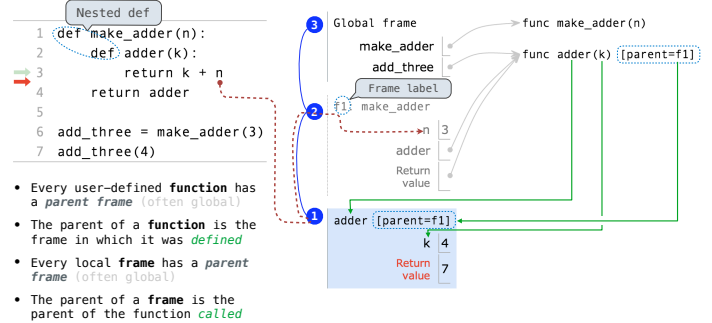 Nested def
1 def make_adder(n):
2 def adder(k):
3 return k + n
4 return adder
5
6 add_three = make_adder(3)
7 add_three(4)
• Every user-defined function has
a parent frame (often global)
• The parent of a function is the
frame in which it was defined
• Every local frame has a parent
frame (often global)
• The parent of a frame is the
parent of the function called
3 Global frame
make_adder
add_three
func make_adder(n)
func adder(k) [parent=f1]
Frame label
2 f1: make_adder
n 3
adder
Return
value
1 adder [parent=f1]
k 4
Return
value 7